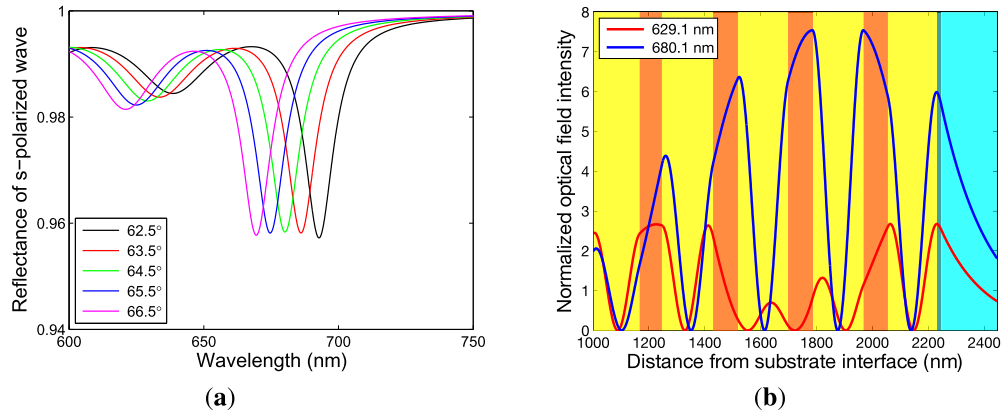 1
0.98
0.96
0.94
600
650
700
750
Reflectance of s−polarized wave
Wavelength (nm)
62.5°
63.5°
64.5°
65.5°
66.5°
(a)
8
7
6
5
4
3
2
1
0
1000 1200 1400 1600 1800 2000 2200 2400
Normalized optical field intensity
Distance from substrate interface (nm)
629.1 nm
680.1 nm
(b)